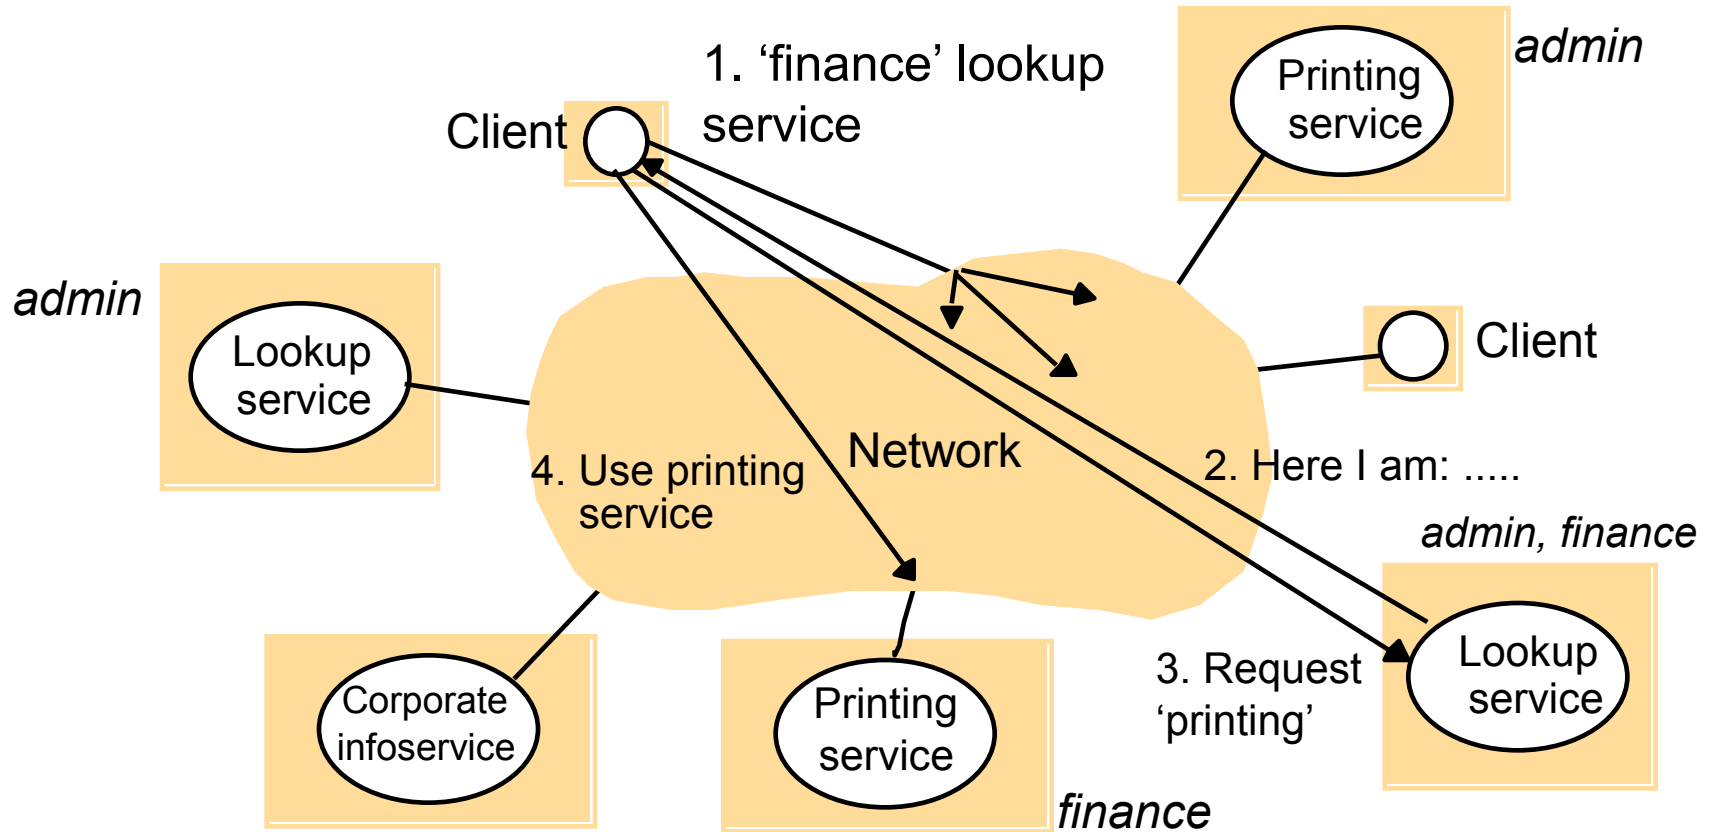 1. ‘finance’ lookup
service
admin
Printing
service
Client
admin
Lookup
service
Client
Network
2. Here I am: .....
4. Use printing
service
admin, finance
Lookup
service
3. Request
‘printing’
Corporate
infoservice
Printing
service
finance